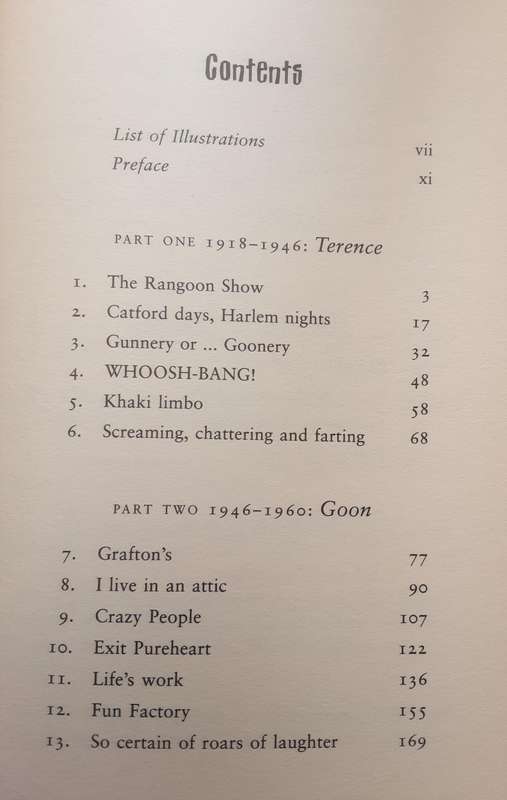 Contents
List of Illustrations vii
Preface xi
PART ONE 1918–1946: Terence
1. The Rangoon Show 3
2. Catford days, Harlem nights 17
3. Gunnery or ... Goonery 32
4. WHOOSH-BANG! 48
5. Khaki limbo 58
6. Screaming, chattering and farting 68
PART TWO 1946–1960: Goon
7. Grafton's 77
8. I live in an attic 90
9. Crazy People 107
10. Exit Pureheart 122
11. Life's work 136
12. Fun Factory 155
13. So certain of roars of laughter 169